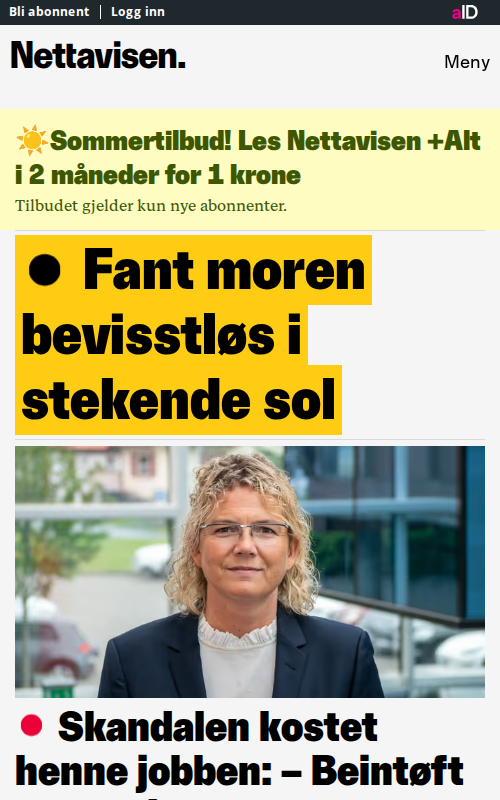 Bli abonnent
Logg inn
aID
Nettavisen.
Meny
☀️Sommertilbud! Les Nettavisen +Alt
i 2 måneder for 1 krone
Tilbudet gjelder kun nye abonnenter.
Fant moren
bevisstløs i
stekende sol
Skandalen kostet
henne jobben: – Beintøft